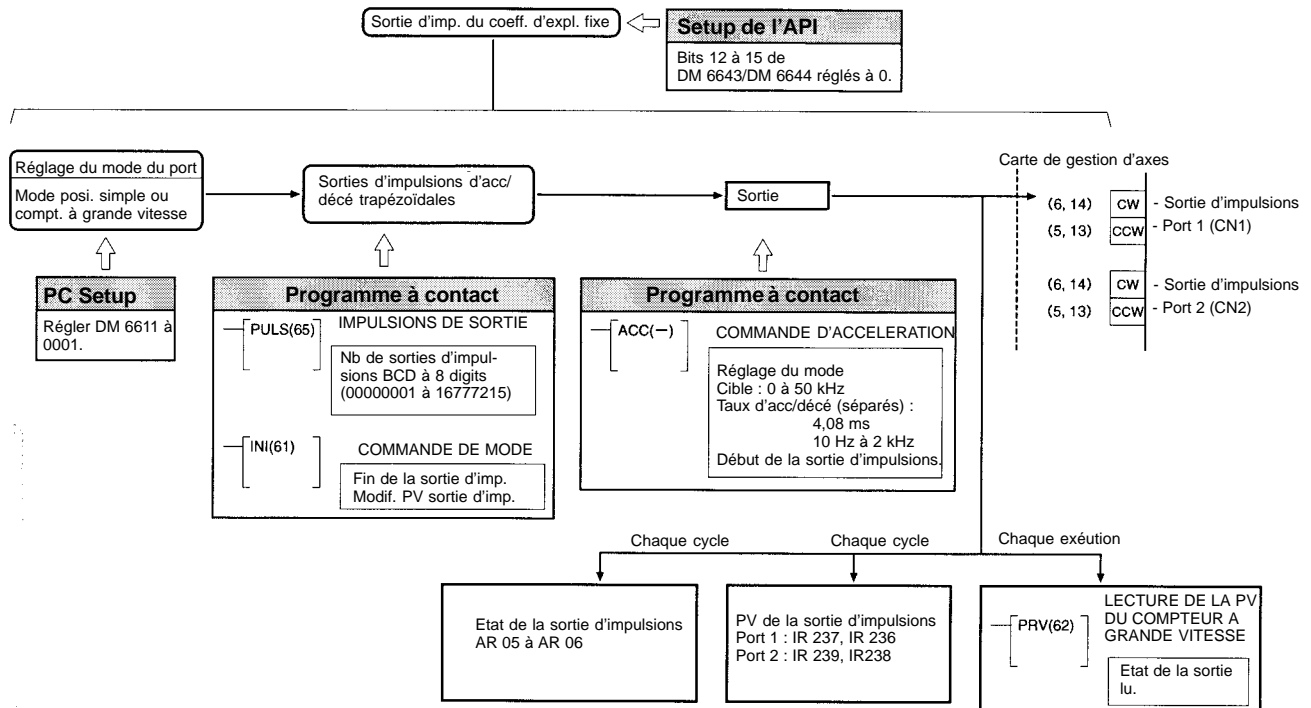 Sortie d'imp. du coeff. d'expl. fixe
Setup de l'API
Bits 12 à 15 de
DM 6643/DM 6644 réglés à 0.
Réglage du mode du port
Mode posi. simple ou
compt. à grande vitesse
Sorties d'impulsions d'acc/
décé trapézoïdales
Sortie
Carte de gestion d'axes
(6, 14) CW - Sortie d'impulsions
(5, 13) CCW - Port 1 (CN1)
(6, 14) CW - Sortie d'impulsions
(5, 13) CCW - Port 2 (CN2)
PC Setup
Régler DM 6611 à
0001.
Programme à contact
PULS(65) IMPULSIONS DE SORTIE
Nb de sorties d'impul-
sions BCD à 8 digits
(00000001 à 16777215)
INI(61) COMMANDE DE MODE
Fin de la sortie d'imp.
Modif. PV sortie d'imp.
Programme à contact
ACC(—) COMMANDE D'ACCELERATION
Réglage du mode
Cible : 0 à 50 kHz
Taux d'acc/décé (séparés) :
4,08 ms
10 Hz à 2 kHz
Début de la sortie d'impulsions.
Chaque cycle
Chaque cycle
Chaque exéution
Etat de la sortie d'impulsions
AR 05 à AR 06
PV de la sortie d'impulsions
Port 1 : IR 237, IR 236
Port 2 : IR 239, IR238
PRV(62)
LECTURE DE LA PV
DU COMPTEUR A
GRANDE VITESSE
Etat de la sortie
lu.